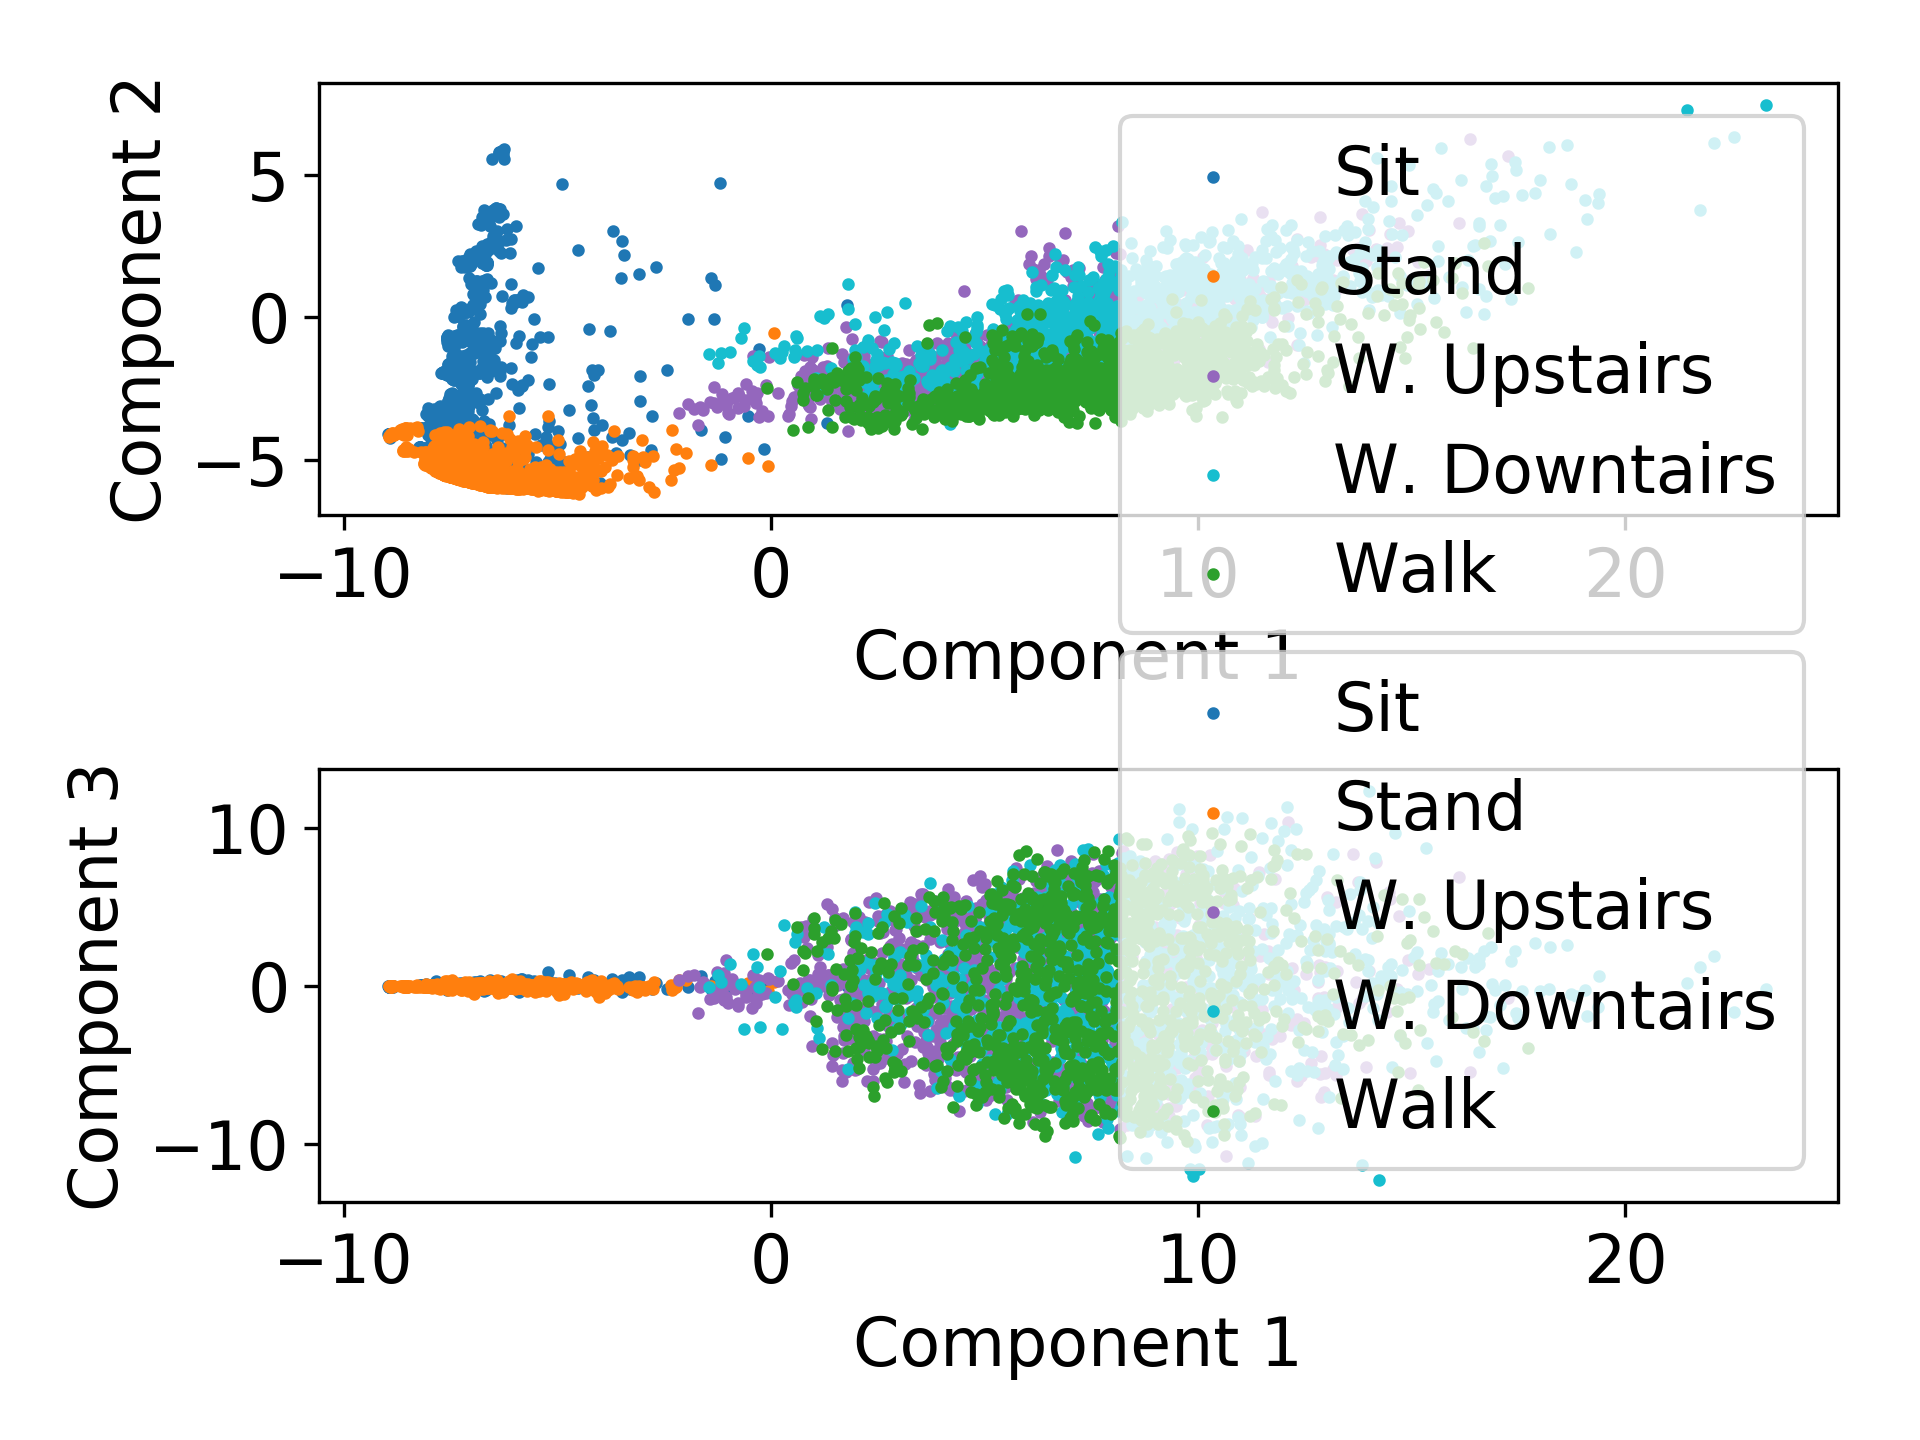 Component 2
5
0
−5
Sit
Stand
W. Upstairs
W. Downtairs
Walk
−10 0 10 20
Component 1
Component 3
10
0
−10
Sit
Stand
W. Upstairs
W. Downtairs
Walk
−10 0 10 20
Component 1